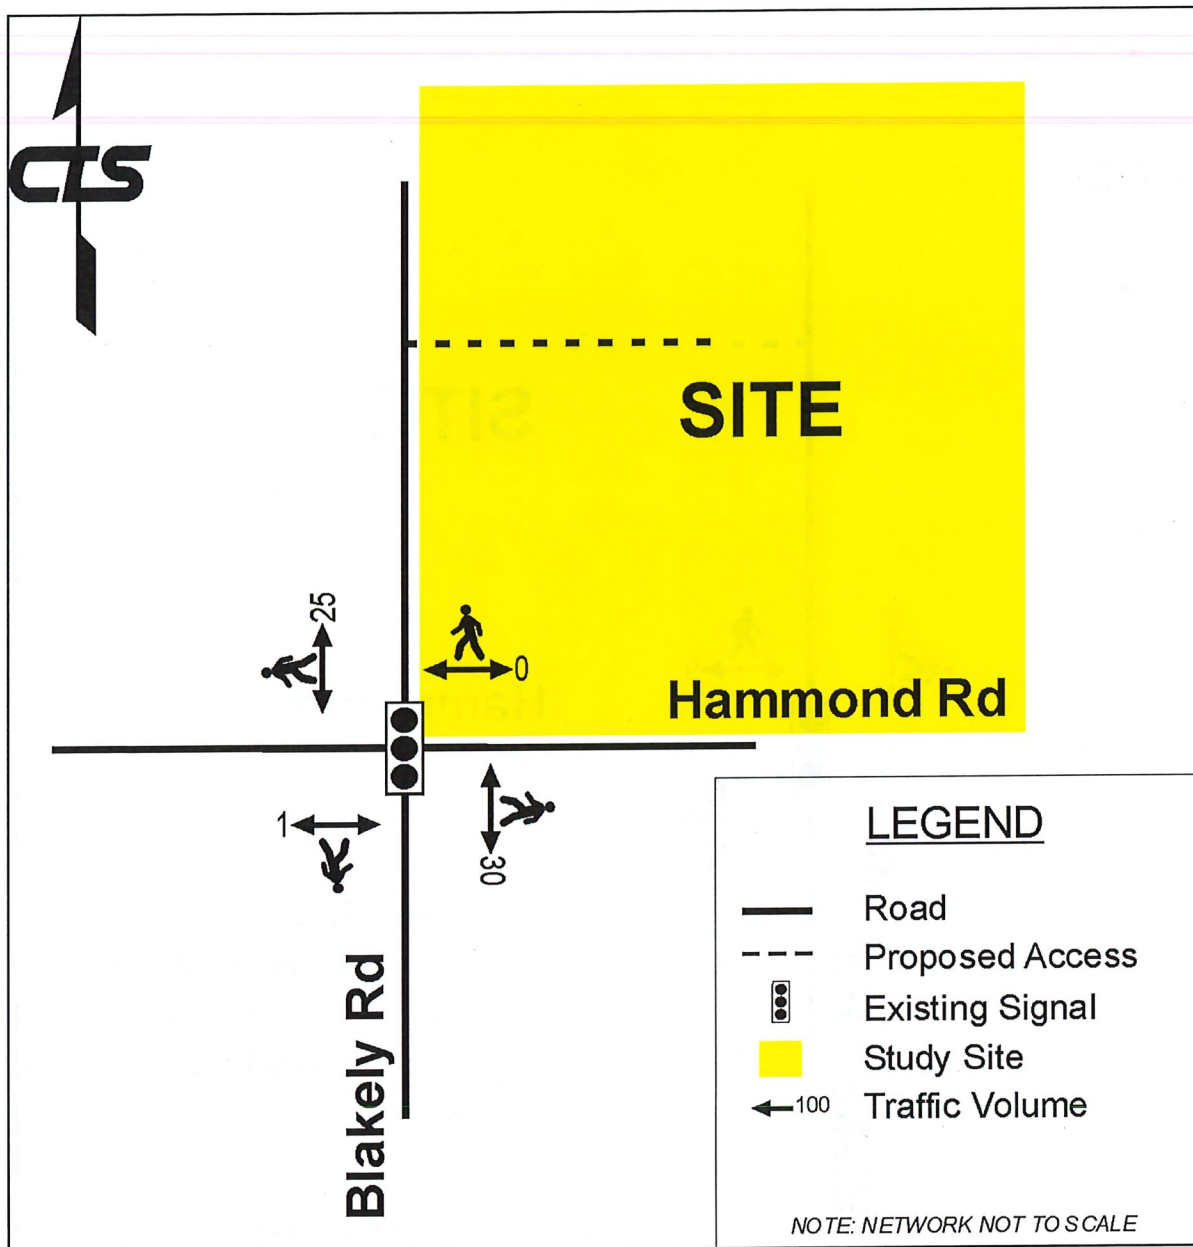 CTS
SITE
25
0
Hammond Rd
1
30
Blakely Rd
LEGEND
Road
Proposed Access
Existing Signal
Study Site
100 Traffic Volume
NOTE: NETWORK NOT TO SCALE